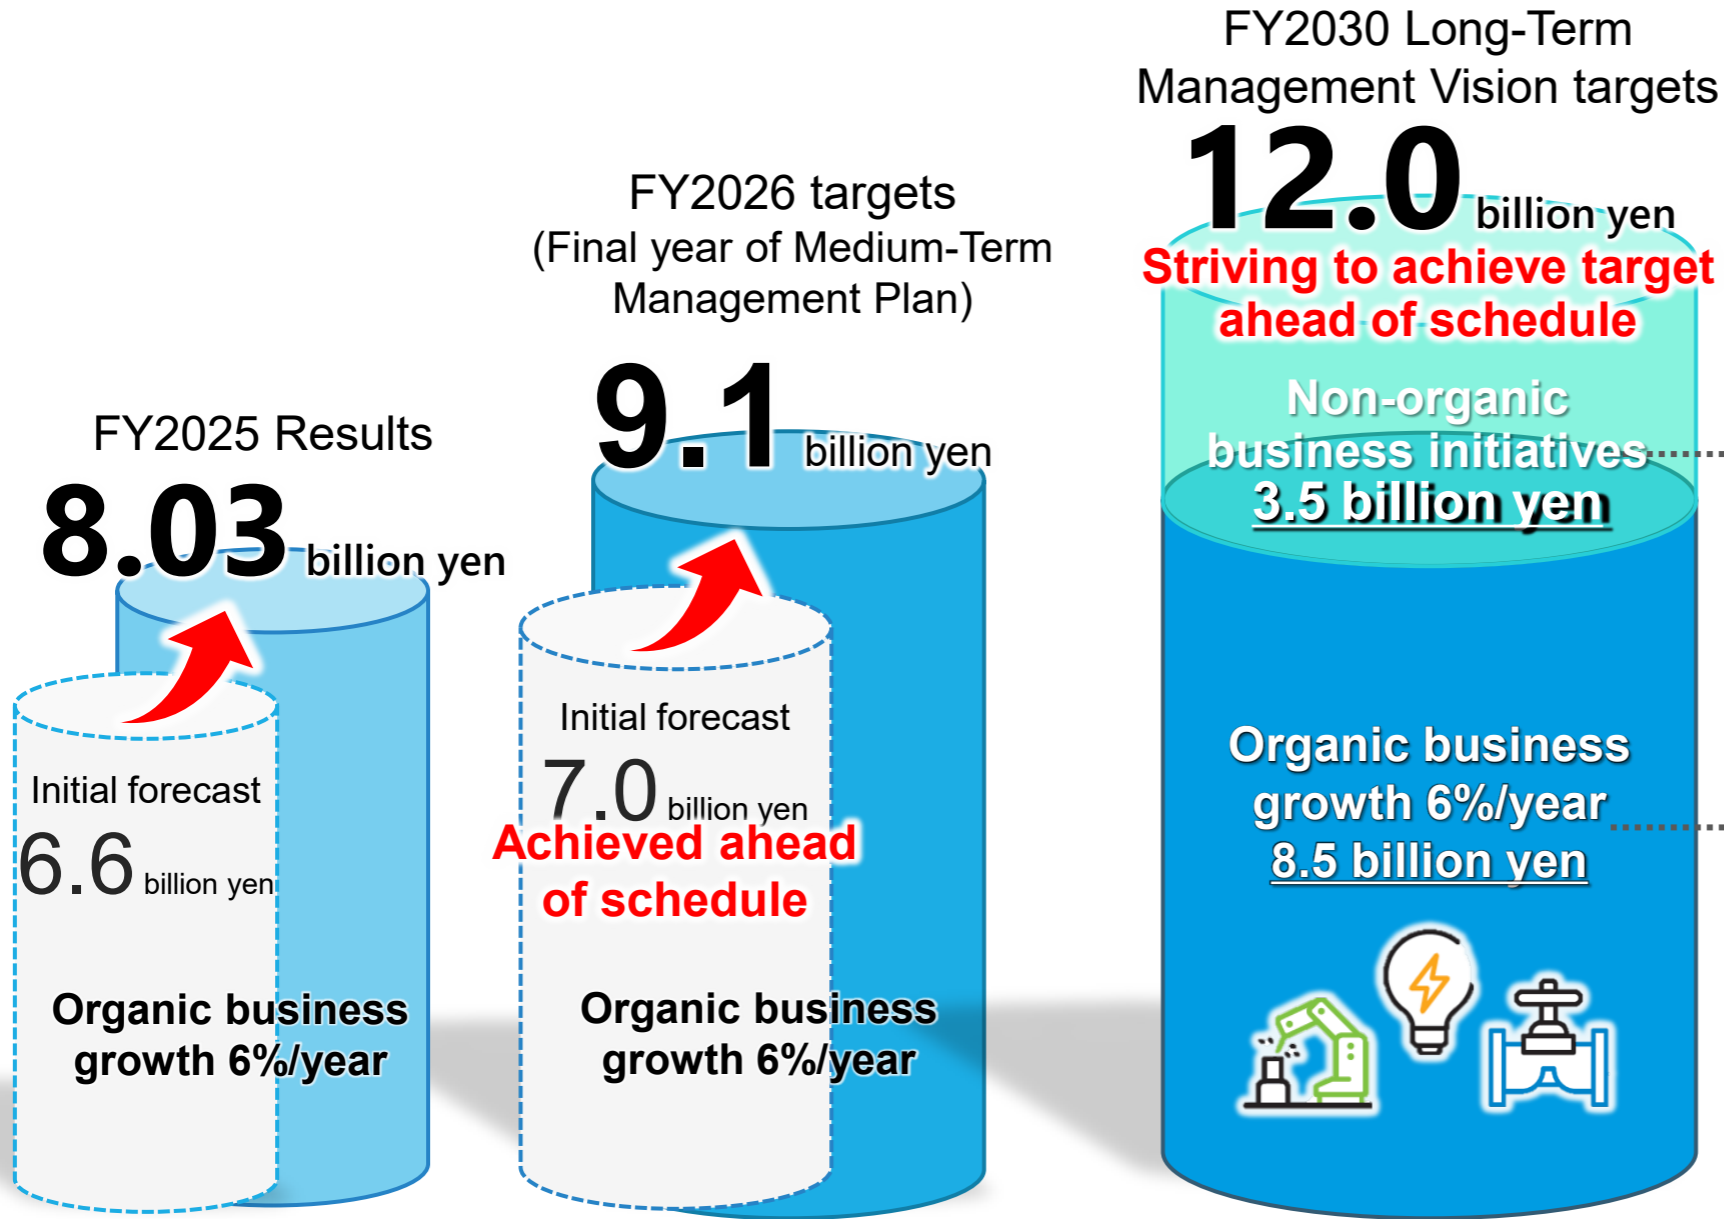 FY2025 Results
8.03 billion yen
Initial forecast
6.6 billion yen
Organic business
growth 6%/year
FY2026 targets
(Final year of Medium-Term
Management Plan)
9.1 billion yen
Initial forecast
7.0 billion yen
Achieved ahead
of schedule
Organic business
growth 6%/year
FY2030 Long-Term
Management Vision targets
12.0 billion yen
Striving to achieve target
ahead of schedule
Non-organic
business initiatives
3.5 billion yen
Organic business
growth 6%/year
8.5 billion yen